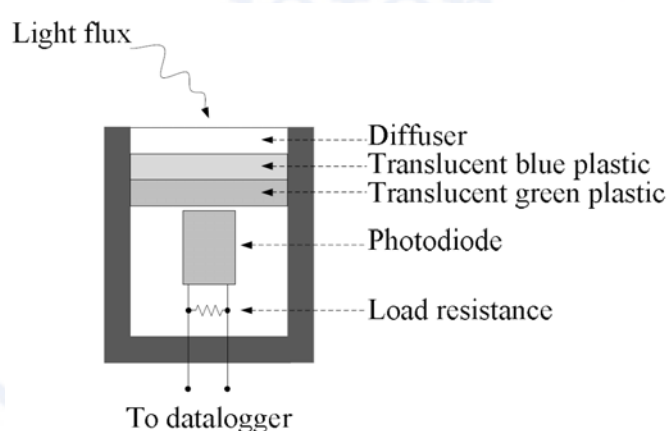 Light flux
Diffuser
Translucent blue plastic
Translucent green plastic
Photodiode
Load resistance
To datalogger